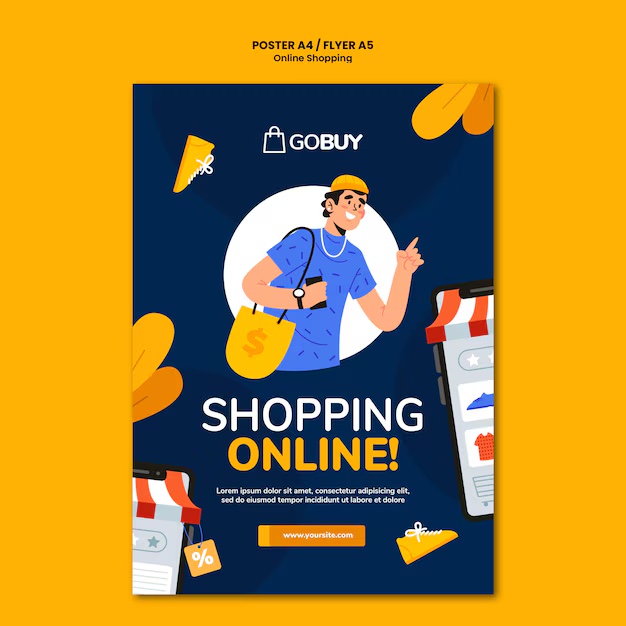 POSTER A4 / FLYER A5
Online Shopping
GOBUY
$
SHOPPING
ONLINE!
Lorem ipsum dolor sit amet, consectetur adipisicing elit,
sed do eiusmod tempor incididunt ut labore et dolore
www.yoursite.com
%